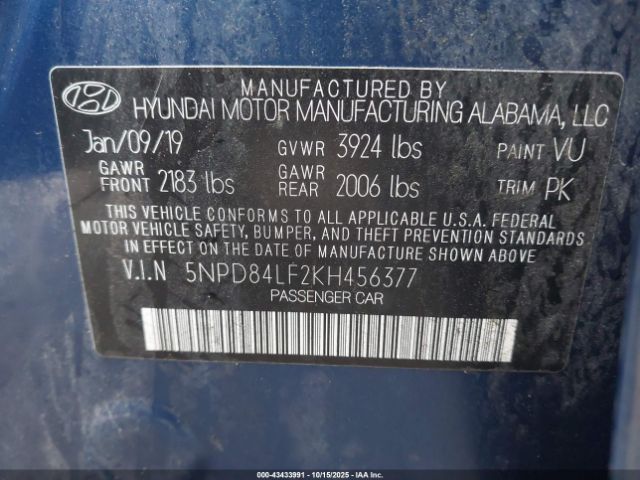 MANUFACTURED BY
HYUNDAI MOTOR MANUFACTURING ALABAMA, LLC
Jan/09/19 GVWR 3924 lbs PAINT VU
GAWR FRONT 2183 lbs GAWR REAR 2006 lbs TRIM PK
THIS VEHICLE CONFORMS TO ALL APPLICABLE U.S.A. FEDERAL
MOTOR VEHICLE SAFETY, BUMPER, AND THEFT PREVENTION STANDARDS
IN EFFECT ON THE DATE OF MANUFACTURE SHOWN ABOVE
V.I.N 5NPD84LF2KH456377
PASSENGER CAR
000-43433991 - 10/15/2025 - IAAI.COM